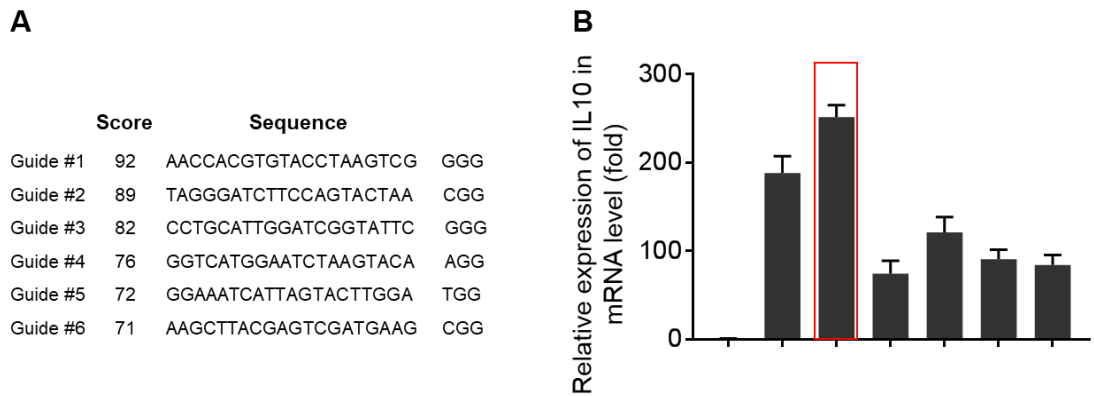 A
Score Sequence
Guide #1 92 AACCACGTGTACCTAAGTCG GGG
Guide #2 89 TAGGGATCTTCCAGTACTAA CGG
Guide #3 82 CCTGCATTGGATCGGTATTC GGG
Guide #4 76 GGTCATGGAATCTAAGTACA AGG
Guide #5 72 GGAAATCATTAGTACTTGGA TGG
Guide #6 71 AAGCTTACGAGTCGATGAAG CGG
B
Relative expression of IL10 in
mRNA level (fold)
300
200
100
0